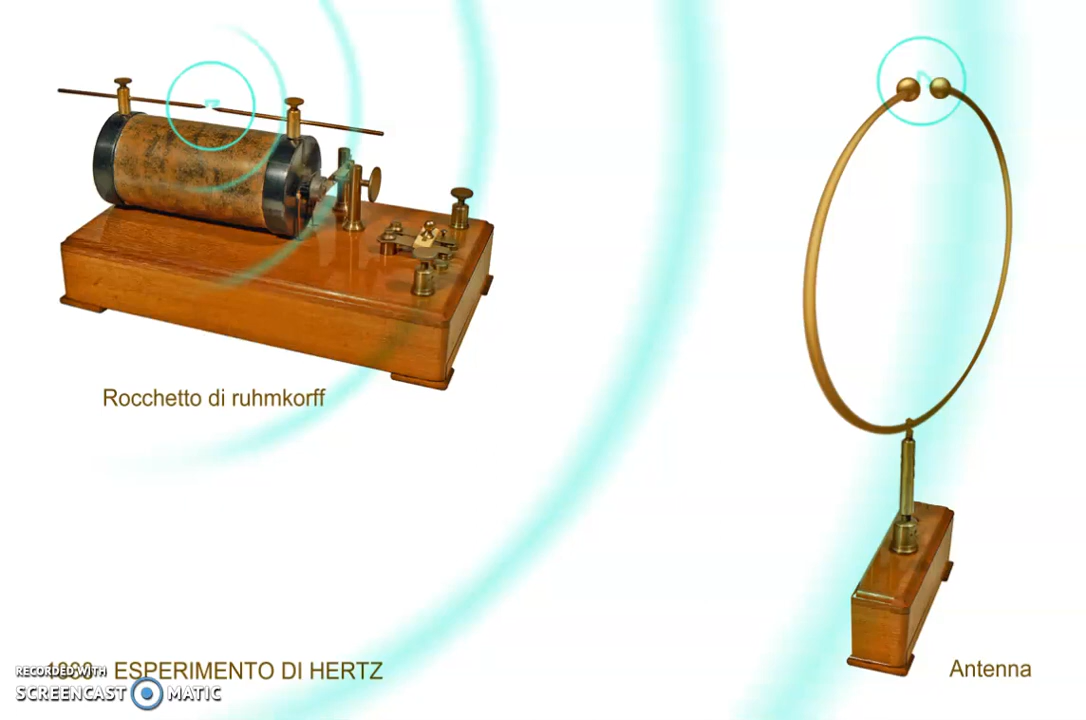 Rocchetto di ruhmkorff
ESPERIMENTO DI HERTZ
Antenna
RECORDED WITH
SCREENCAST MATIC